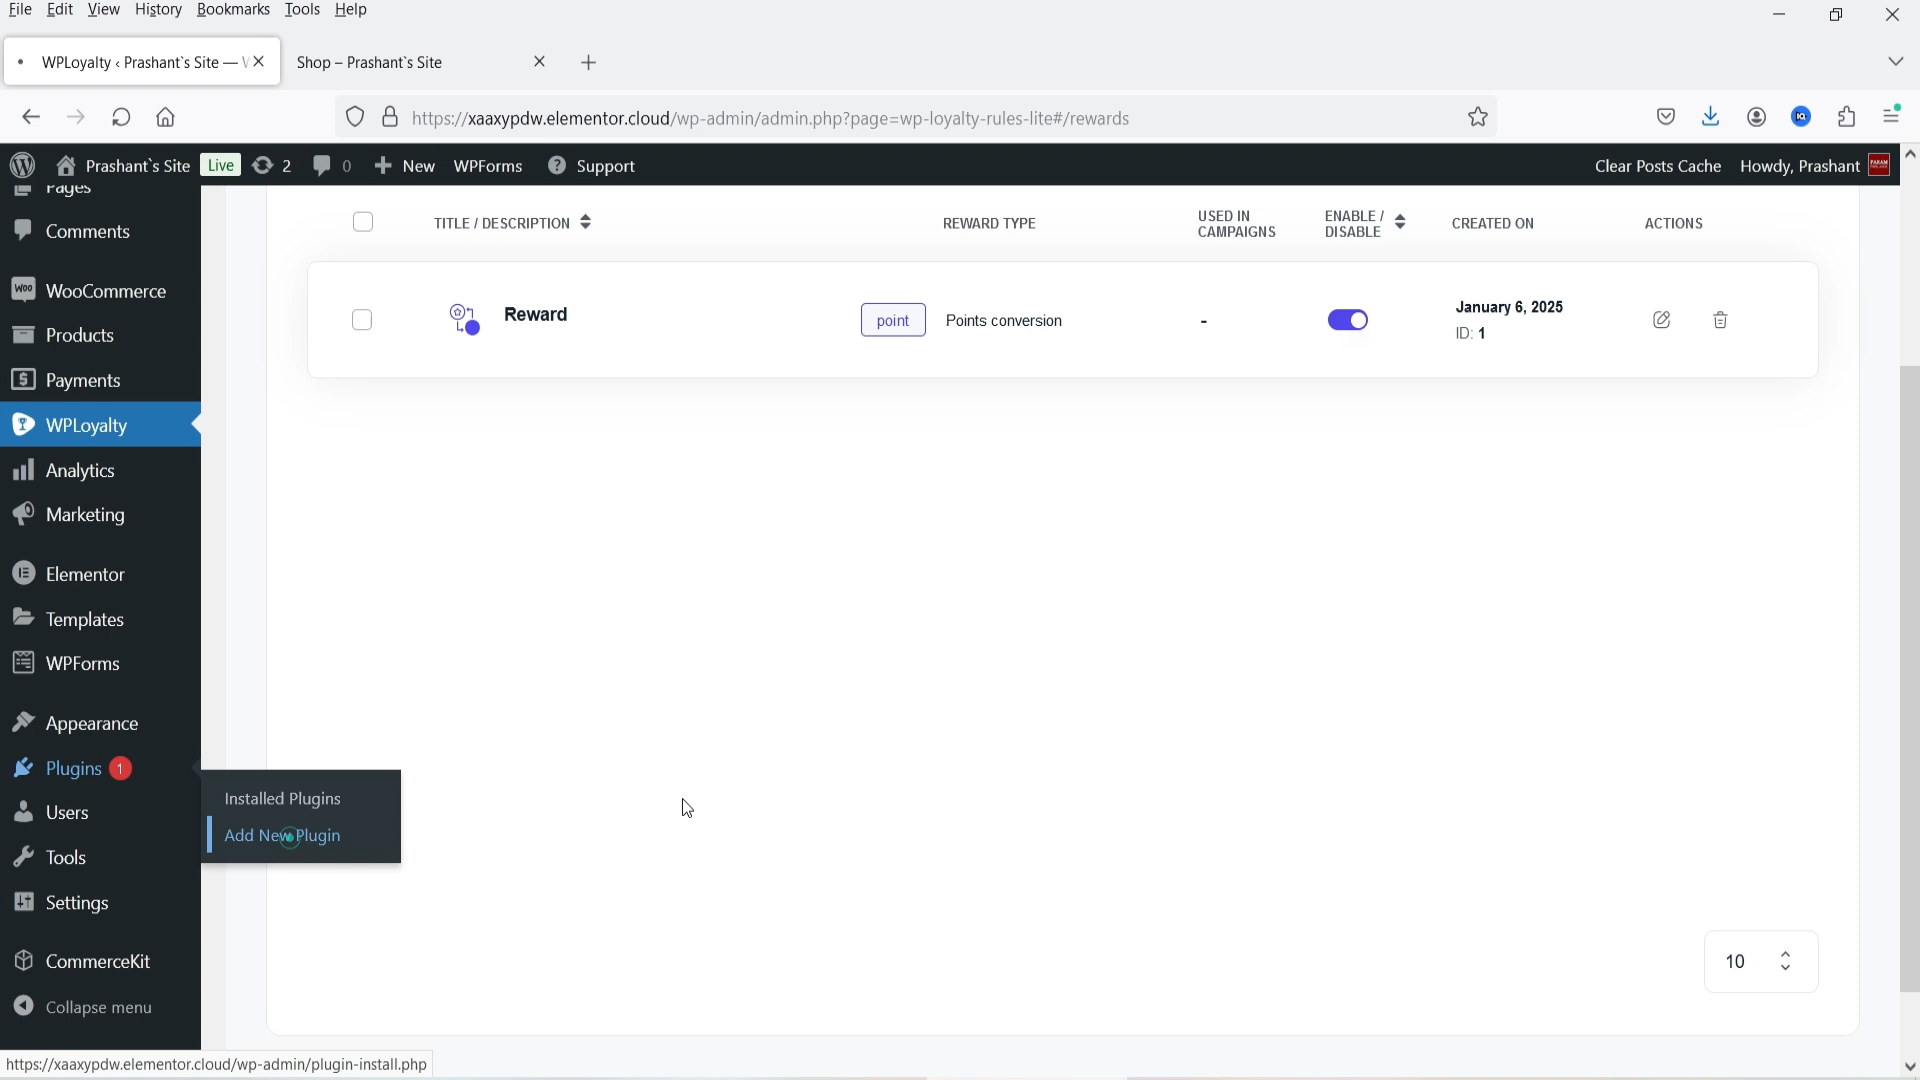 File Edit View History Bookmarks Tools Help
WPLoyalty ‹ Prashant`s Site — W
Shop – Prashant`s Site
https://xaaxypdw.elementor.cloud/wp-admin/admin.php?page=wp-loyalty-rules-lite#/rewards
Prashant`s Site Live 2 0 New WPForms Support
Clear Posts Cache Howdy, Prashant
Pages
Comments
WooCommerce
Products
Payments
WPLoyalty
Analytics
Marketing
Elementor
Templates
WPForms
Appearance
Plugins 1
Users
Tools
Settings
CommerceKit
Collapse menu
Installed Plugins
Add New Plugin
TITLE / DESCRIPTION
REWARD TYPE
USED IN
CAMPAIGNS
ENABLE /
DISABLE
CREATED ON
ACTIONS
Reward
point
Points conversion
-
January 6, 2025
ID: 1
10
https://xaaxypdw.elementor.cloud/wp-admin/plugin-install.php